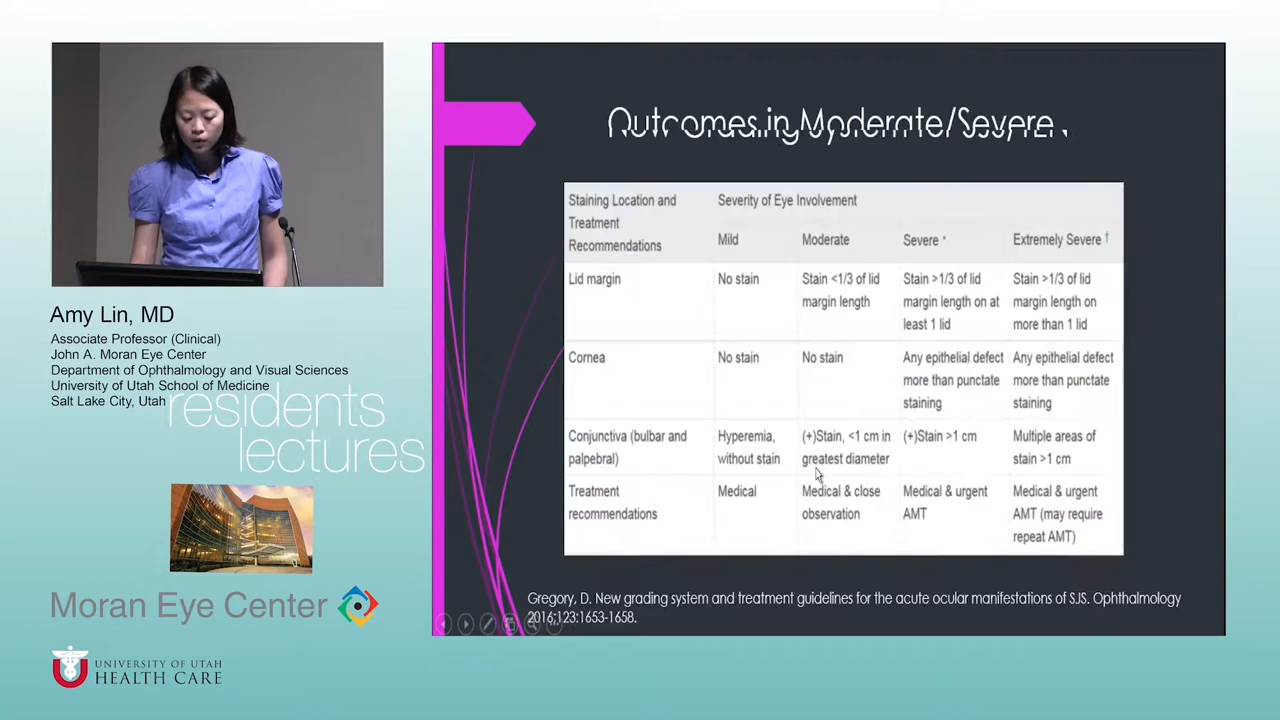 Outcomes in Moderate/Severe
Staining Location and
Treatment
Recommendations
Severity of Eye Involvement
Mild
Moderate
Severe *
Extremely Severe †
Lid margin
No stain
Stain <1/3 of lid
margin length
Stain >1/3 of lid
margin length on at
least 1 lid
Stain >1/3 of lid
margin length on
more than 1 lid
Cornea
No stain
No stain
Any epithelial defect
more than punctate
staining
Any epithelial defect
more than punctate
staining
Conjunctiva (bulbar and
palpebral)
Hyperemia,
without stain
(+)Stain, <1 cm in
greatest diameter
(+)Stain >1 cm
Multiple areas of
stain >1 cm
Treatment
recommendations
Medical
Medical & close
observation
Medical & urgent
AMT
Medical & urgent
AMT (may require
repeat AMT)
Gregory, D. New grading system and treatment guidelines for the acute ocular manifestations of SJS. Ophthalmology
2016;123:1653-1658.
Amy Lin, MD
Associate Professor (Clinical)
John A. Moran Eye Center
Department of Ophthalmology and Visual Sciences
University of Utah School of Medicine
Salt Lake City, Utah
residents
lectures
Moran Eye Center
UNIVERSITY OF UTAH
HEALTH CARE